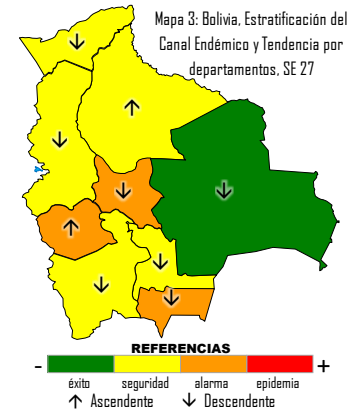 Mapa 3: Bolivia, Estratificación del
Canal Endémico y Tendencia por
departamentos, SE 27
REFERENCIAS
- +
éxito seguridad alarma epidemia
↑ Ascendente ↓ Descendente